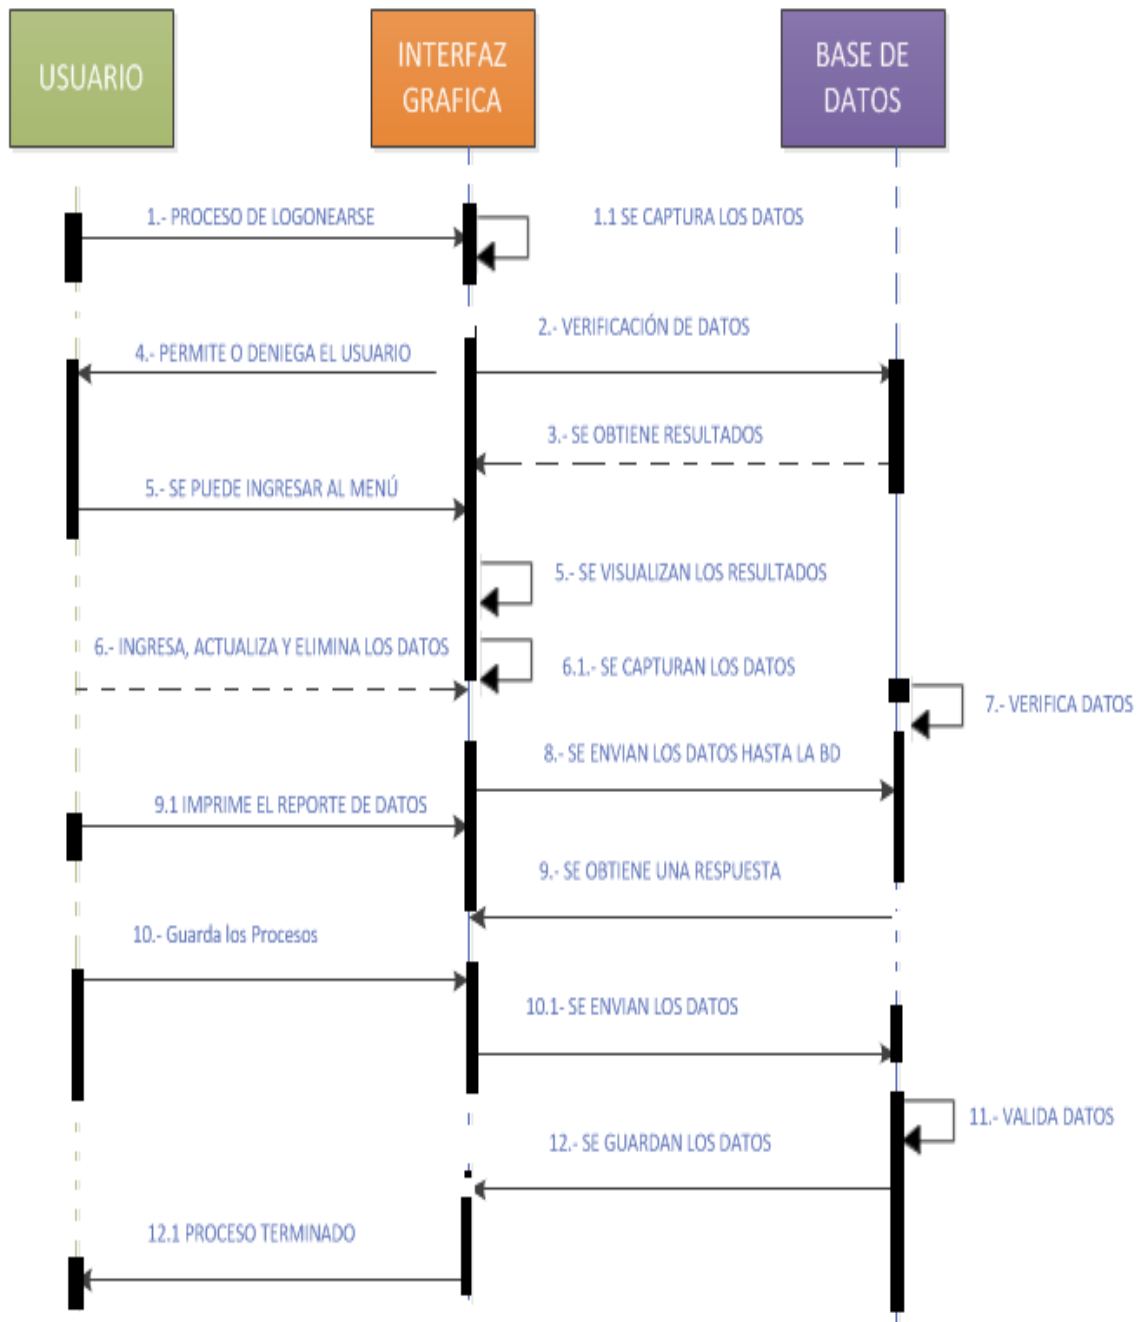 USUARIO
INTERFAZ
GRAFICA
BASE DE
DATOS
1.- PROCESO DE LOGONEARSE
1.1 SE CAPTURA LOS DATOS
2.- VERIFICACIÓN DE DATOS
4.- PERMITE O DENIEGA EL USUARIO
3.- SE OBTIENE RESULTADOS
5.- SE PUEDE INGRESAR AL MENÚ
5.- SE VISUALIZAN LOS RESULTADOS
6.- INGRESA, ACTUALIZA Y ELIMINA LOS DATOS
6.1.- SE CAPTURAN LOS DATOS
7.- VERIFICA DATOS
8.- SE ENVIAN LOS DATOS HASTA LA BD
9.1 IMPRIME EL REPORTE DE DATOS
9.- SE OBTIENE UNA RESPUESTA
10.- Guarda los Procesos
10.1- SE ENVIAN LOS DATOS
11.- VALIDA DATOS
12.- SE GUARDAN LOS DATOS
12.1 PROCESO TERMINADO